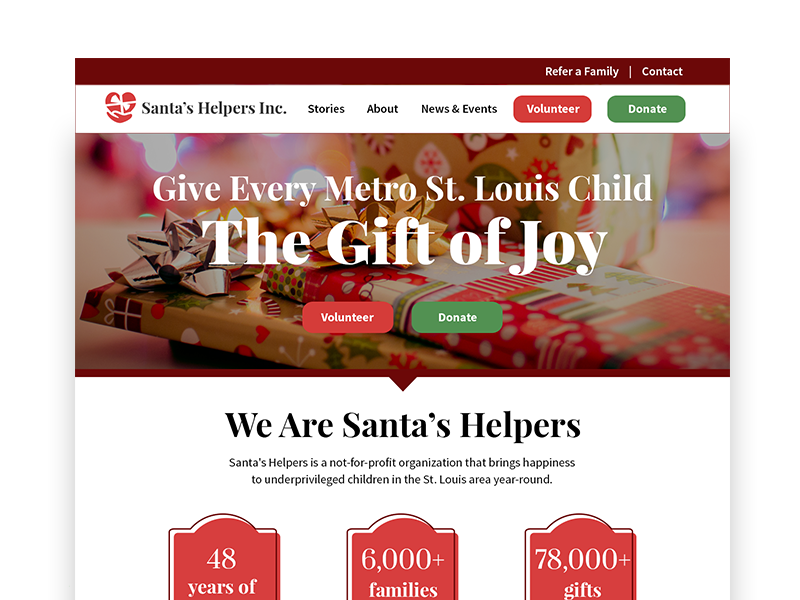 Refer a Family | Contact
Santa's Helpers Inc. Stories About News & Events Volunteer Donate
Give Every Metro St. Louis Child
The Gift of Joy
Volunteer Donate
We Are Santa's Helpers
Santa's Helpers is a not-for-profit organization that brings happiness
to underprivileged children in the St. Louis area year-round.
48 6,000+ 78,000+
years of families gifts